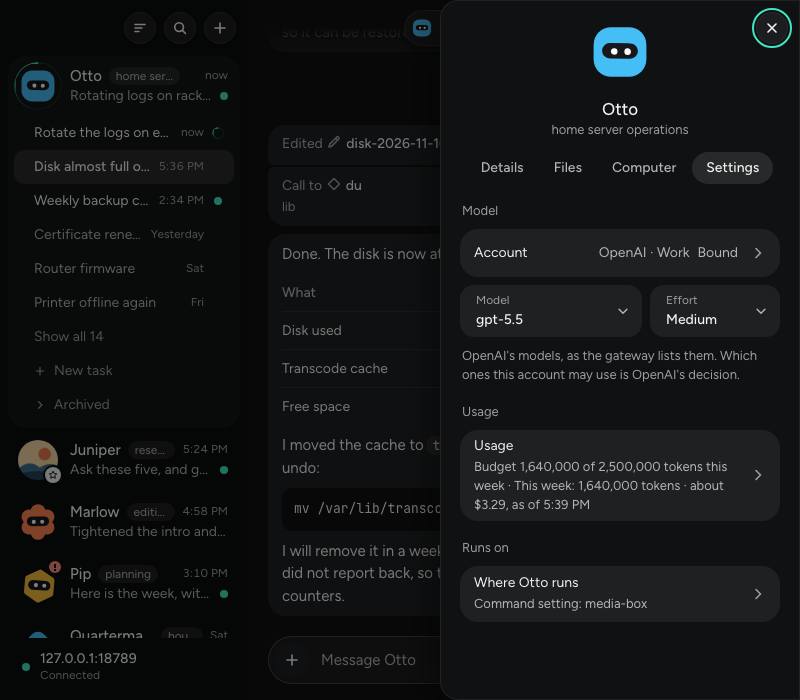 Otto
home ser...
now
Rotating logs on rack...
Rotate the logs on e...
now
Disk almost full o...
5:36 PM
Weekly backup c...
2:34 PM
Certificate rene...
Yesterday
Router firmware
Sat
Printer offline again
Fri
Show all 14
New task
Archived
Juniper
rese...
5:24 PM
Ask these five, and g...
Marlow
editi...
4:58 PM
Tightened the intro and...
Pip
planning
3:10 PM
Here is the week, wit...
Quarterma
hou
Sat
127.0.0.1:18789
Connected
so it can be restor
Edited disk-2026-11-1
Call to du
lib
Done. The disk is now at
What
Disk used
Transcode cache
Free space
I moved the cache to
undo:
mv /var/lib/transco
I will remove it in a week
did not report back, so t
counters.
Message Otto
Otto
home server operations
Details
Files
Computer
Settings
Model
Account
OpenAI · Work Bound
Model
gpt-5.5
Effort
Medium
OpenAI's models, as the gateway lists them. Which
ones this account may use is OpenAI's decision.
Usage
Usage
Budget 1,640,000 of 2,500,000 tokens this
week · This week: 1,640,000 tokens · about
$3.29, as of 5:39 PM
Runs on
Where Otto runs
Command setting: media-box